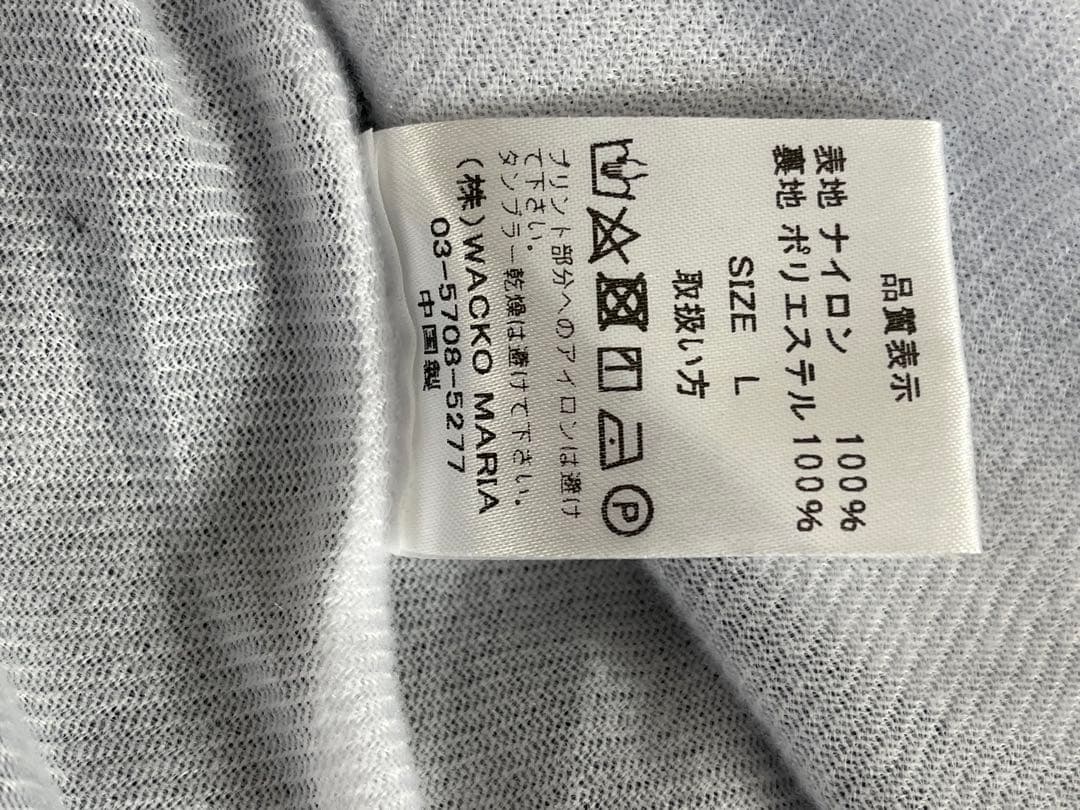 品質表示
表地 ナイロン 100%
裏地 ポリエステル 100%
SIZE L
取扱い方
P
プリント部分へのアイロンは避け
て下さい。
タンブラー乾燥は避けて下さい。
(株)WACKO MARIA
03-5708-5277
中国製